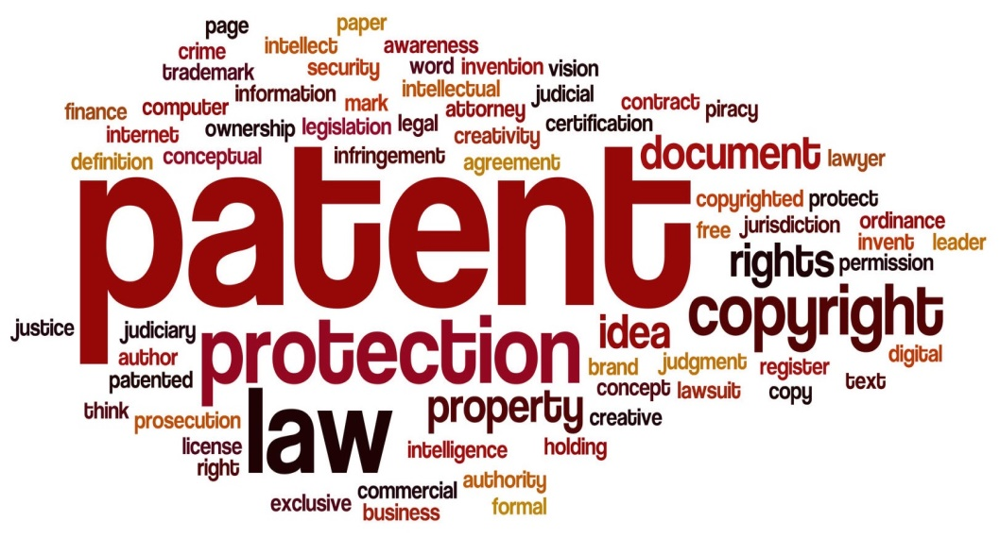 page paper
crime intellect awareness
trademark security word invention vision
information mark intellectual judicial
finance computer attorney contract piracy
internet ownership legislation legal creativity certification
definition conceptual infringement agreement document lawyer
patent
copyrighted protect
free jurisdiction ordinance
invent leader
rights permission
copyright
justice judiciary protection idea
author brand judgment register digital
patented concept lawsuit copy text
think prosecution law property creative
license intelligence holding
right
exclusive commercial authority
business formal